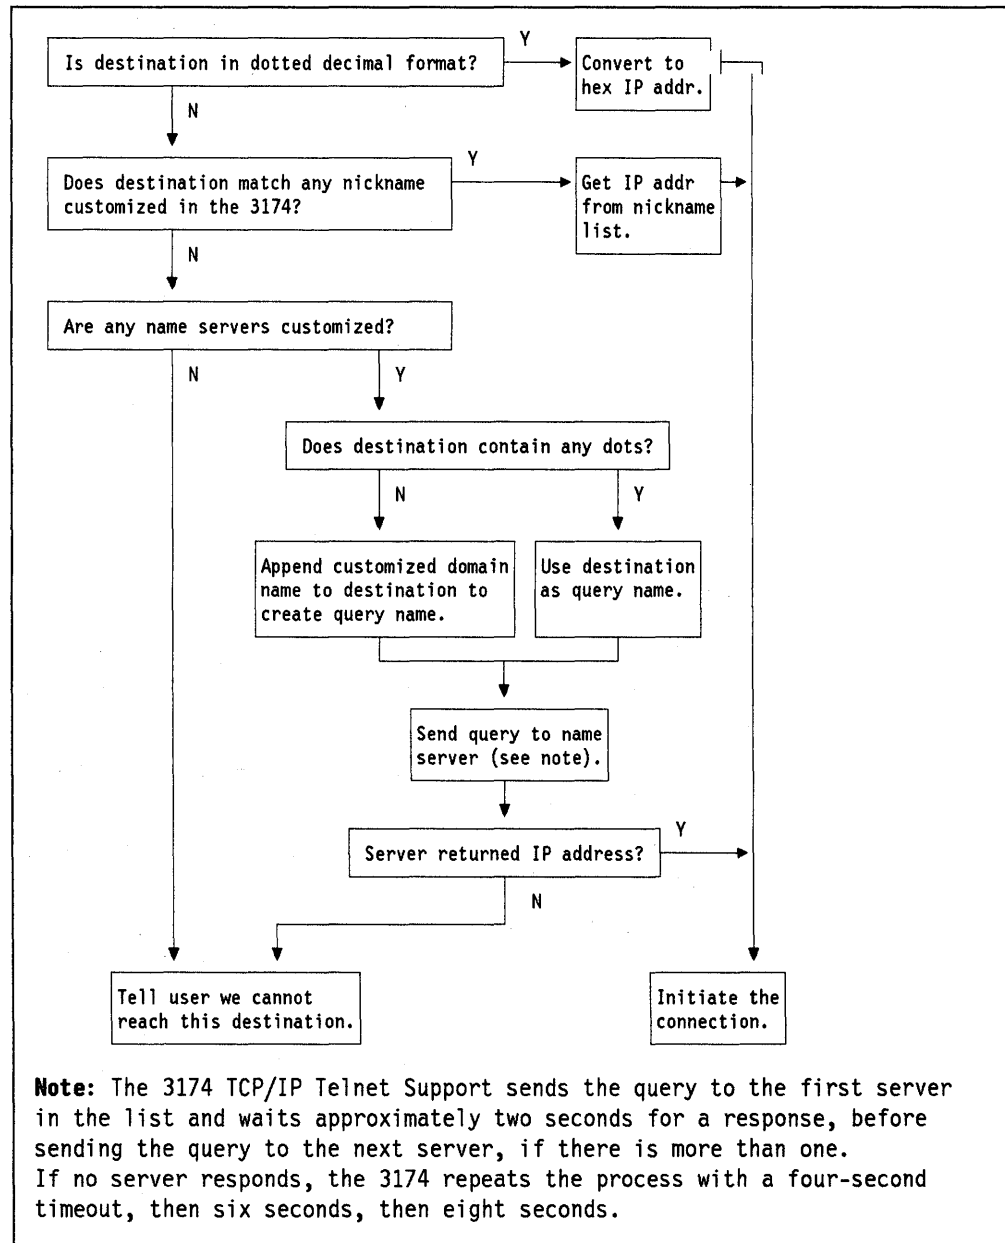 Is destination in dotted decimal format?
Y
Convert to
hex IP addr.
N
Does destination match any nickname
customized in the 3174?
Y
Get IP addr
from nickname
list.
N
Are any name servers customized?
N
Y
Does destination contain any dots?
N
Y
Append customized domain
name to destination to
create query name.
Use destination
as query name.
Send query to name
server (see note).
Server returned IP address?
Y
N
Tell user we cannot
reach this destination.
Initiate the
connection.
Note: The 3174 TCP/IP Telnet Support sends the query to the first server
in the list and waits approximately two seconds for a response, before
sending the query to the next server, if there is more than one.
If no server responds, the 3174 repeats the process with a four-second
timeout, then six seconds, then eight seconds.